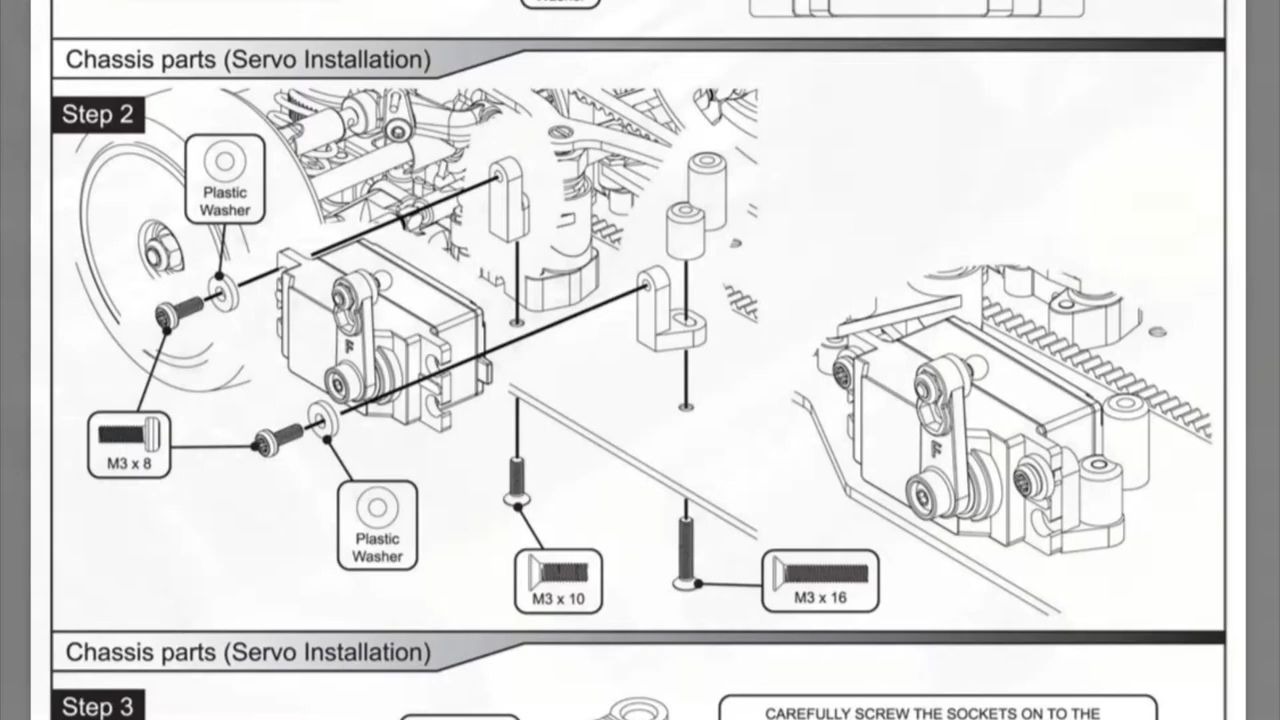 Chassis parts (Servo Installation)
Step 2
Plastic
Washer
M3 x 8
Plastic
Washer
M3 x 10
M3 x 16
F
F
Chassis parts (Servo Installation)
Step 3
CAREFULLY SCREW THE SOCKETS ON TO THE